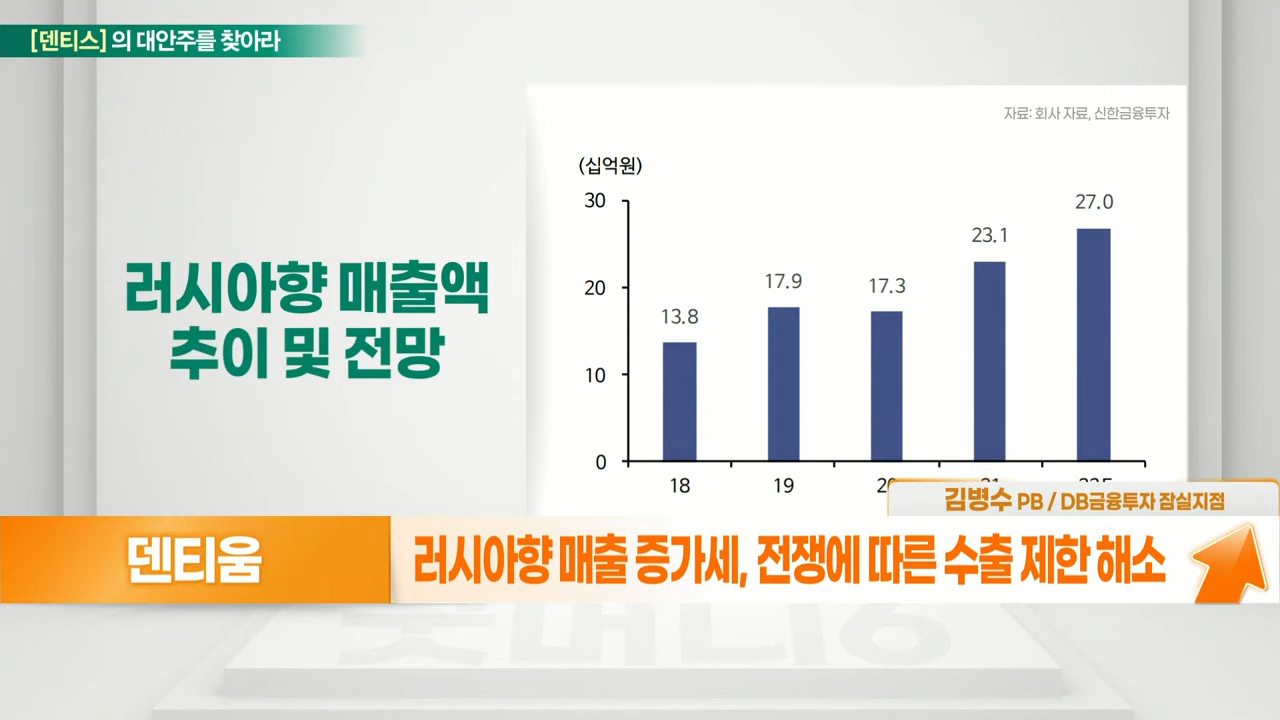 [덴티스]의 대안주를 찾아라
자료: 회사 자료, 신한금융투자
러시아향 매출액
추이 및 전망
(십억원)
30
20
10
0
13.8
17.9
17.3
23.1
27.0
18 19
김병수 PB / DB금융투자 잠실지점
덴티움
러시아향 매출 증가세, 전쟁에 따른 수출 제한 해소